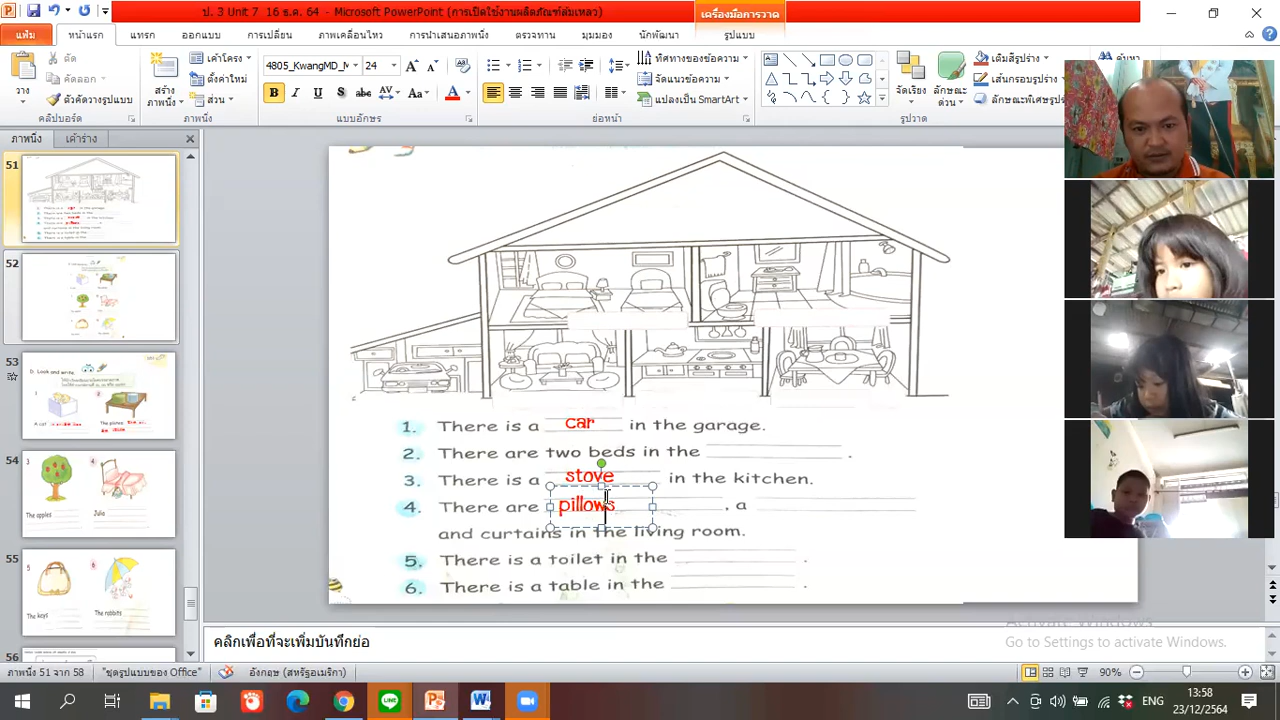 ป. 3 Unit 7  16 ธ.ค. 64 - Microsoft PowerPoint (การเปิดใช้งานผลิตภัณฑ์ล้มเหลว)
เครื่องมือการวาด
แฟ้ม หน้าแรก แทรก ออกแบบ การเปลี่ยน ภาพเคลื่อนไหว การนำเสนอภาพนิ่ง ตรวจทาน มุมมอง นักพัฒนา รูปแบบ
วาง
ตัด
คัดลอก
ตัวคัดวางรูปแบบ
คลิปบอร์ด
สร้างภาพนิ่ง
เค้าโครง
ตั้งค่าใหม่
ส่วน
ภาพนิ่ง
4805_KwangMD_M 24
แบบอักษร
ทิศทางของข้อความ
จัดแนวข้อความ
แปลงเป็น SmartArt
ย่อหน้า
จัดเรียง
ลักษณะด่วน
เติมสีรูปร่าง
เส้นกรอบรูปร่าง
ลักษณะพิเศษรูปร่าง
รูปวาด
ค้นหา
ภาพนิ่ง เค้าร่าง
51
52
53
D. Look and write
54
The apples
Julia
55
The keys
The rabbits
56
1. There is a car in the garage.
2. There are two beds in the .
3. There is a stove in the kitchen.
4. There are pillows , a
and curtains in the living room.
5. There is a toilet in the .
6. There is a table in the .
คลิกเพื่อที่จะเพิ่มบันทึกย่อ
Activate Windows
Go to Settings to activate Windows.
ภาพนิ่ง 51 จาก 58 "ชุดรูปแบบของ Office" อังกฤษ (สหรัฐอเมริกา) 90%
ENG
13:58
23/12/2564